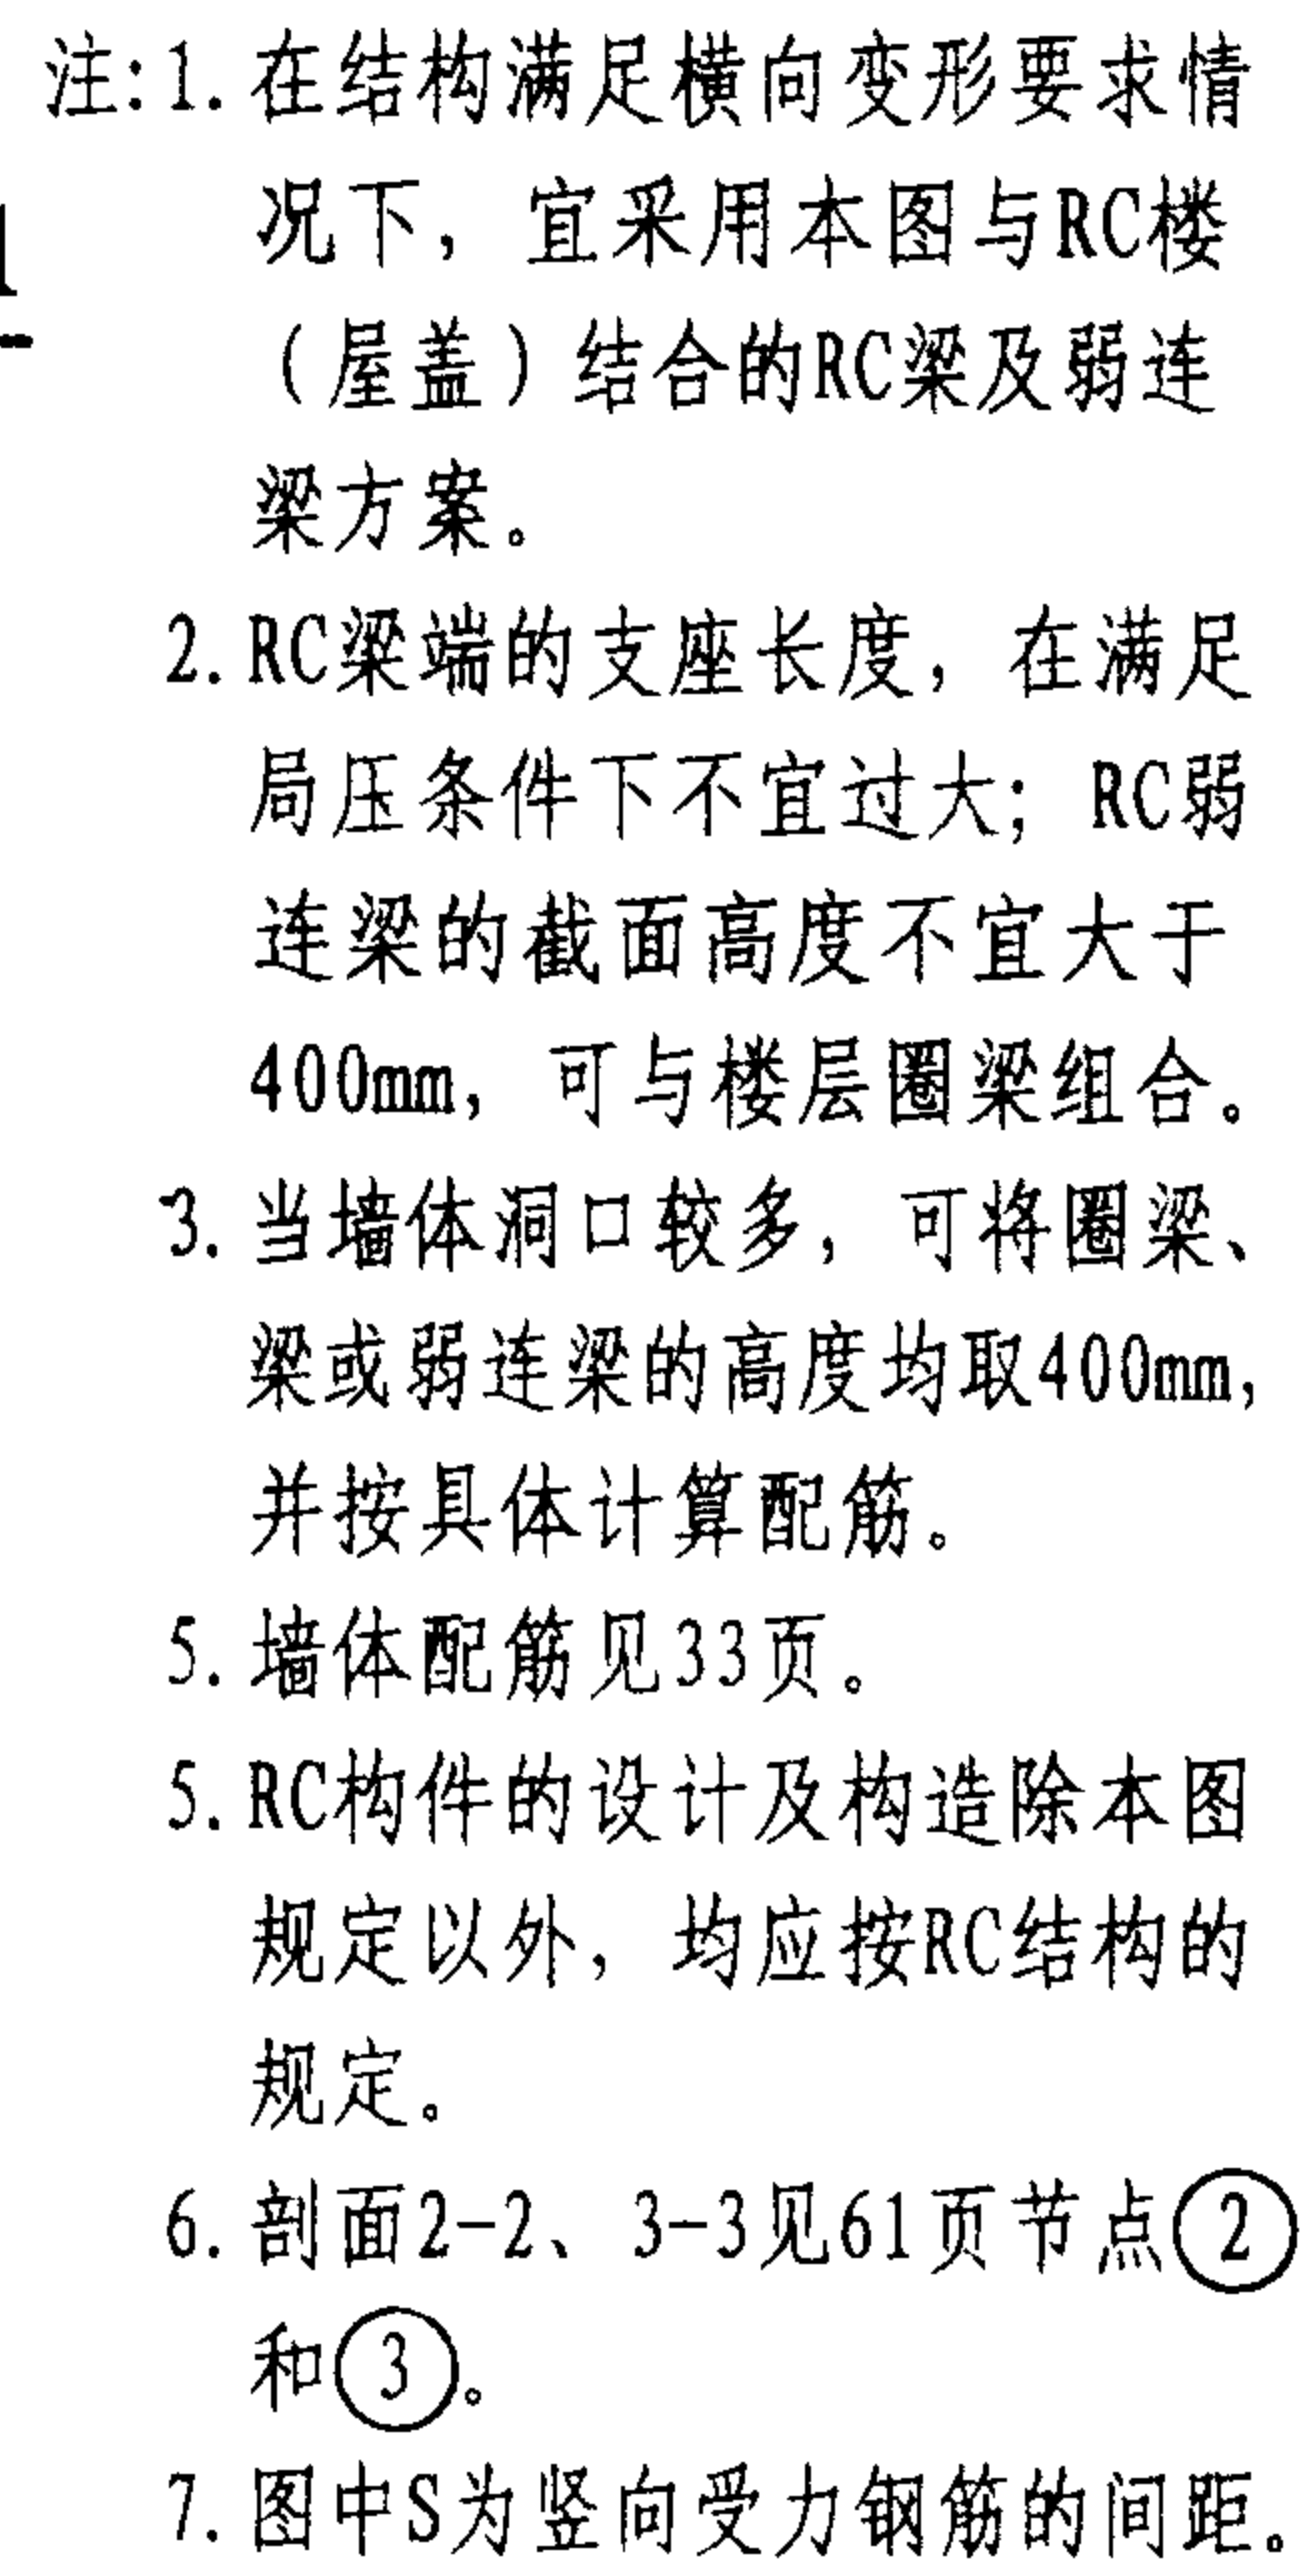 注:1.在结构满足横向变形要求情
况下，宜采用本图与RC楼
（屋盖）结合的RC梁及弱连
梁方案。
2.RC梁端的支座长度，在满足
局压条件下不宜过大；RC弱
连梁的截面高度不宜大于
400mm，可与楼层圈梁组合。
3.当墙体洞口较多，可将圈梁、
梁或弱连梁的高度均取400mm，
并按具体计算配筋。
5.墙体配筋见33页。
5.RC构件的设计及构造除本图
规定以外，均应按RC结构的
规定。
6.剖面2-2、3-3见61页节点②
和③。
7.图中S为竖向受力钢筋的间距。